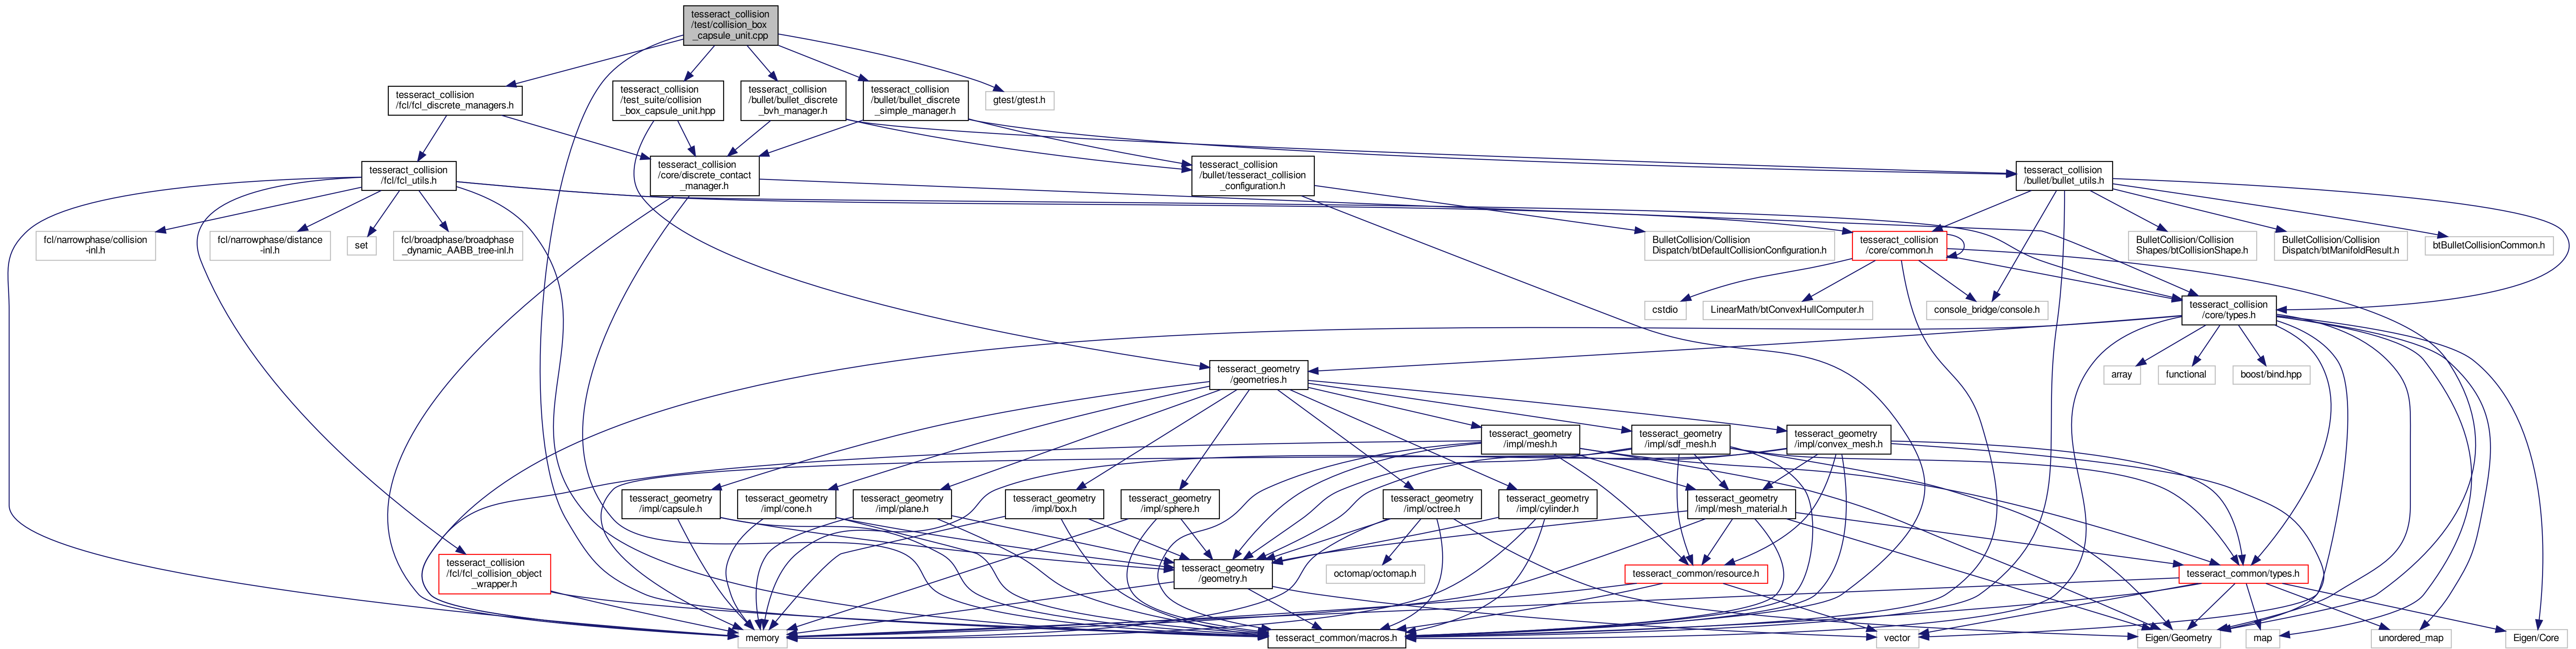 tesseract_collision
/test/collision_box
_capsule_unit.cpp
tesseract_collision
/fcl/fcl_discrete_managers.h
tesseract_collision
/test_suite/collision
_box_capsule_unit.hpp
tesseract_collision
/bullet/bullet_discrete
_bvh_manager.h
tesseract_collision
/bullet/bullet_discrete
_simple_manager.h
gtest/gtest.h
tesseract_collision
/fcl/fcl_utils.h
tesseract_collision
/core/discrete_contact
_manager.h
tesseract_collision
/bullet/tesseract_collision
_configuration.h
tesseract_collision
/bullet/bullet_utils.h
fcl/narrowphase/collision
-inl.h
fcl/narrowphase/distance
-inl.h
set
fcl/broadphase/broadphase
_dynamic_AABB_tree-inl.h
BulletCollision/Collision
Dispatch/btDefaultCollisionConfiguration.h
tesseract_collision
/core/common.h
BulletCollision/Collision
Shapes/btCollisionShape.h
BulletCollision/Collision
Dispatch/btManifoldResult.h
btBulletCollisionCommon.h
cstdio
LinearMath/btConvexHullComputer.h
console_bridge/console.h
tesseract_collision
/core/types.h
tesseract_geometry
/geometries.h
array
functional
boost/bind.hpp
tesseract_geometry
/impl/mesh.h
tesseract_geometry
/impl/sdf_mesh.h
tesseract_geometry
/impl/convex_mesh.h
tesseract_geometry
/impl/capsule.h
tesseract_geometry
/impl/cone.h
tesseract_geometry
/impl/plane.h
tesseract_geometry
/impl/box.h
tesseract_geometry
/impl/sphere.h
tesseract_geometry
/impl/octree.h
tesseract_geometry
/impl/cylinder.h
tesseract_geometry
/impl/mesh_material.h
tesseract_collision
/fcl/fcl_collision_object
_wrapper.h
tesseract_geometry
/geometry.h
octomap/octomap.h
tesseract_common/resource.h
tesseract_common/types.h
memory
tesseract_common/macros.h
vector
Eigen/Geometry
map
unordered_map
Eigen/Core